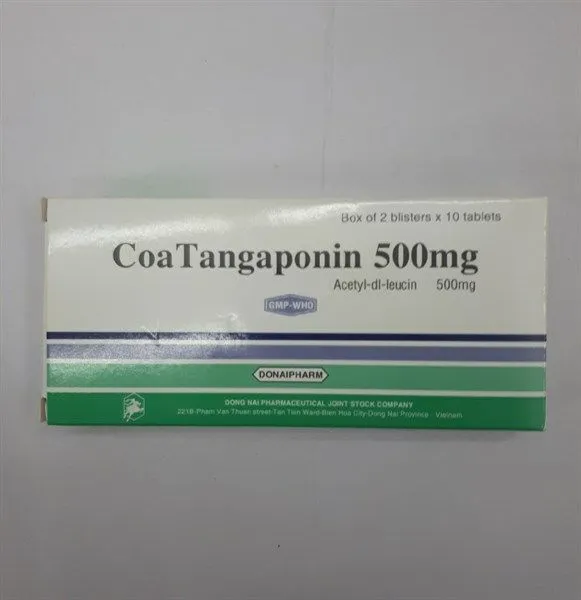 Box of 2 blisters x 10 tablets
CoaTangaponin 500mg
Acetyl-dl-leucin 500mg
GMP-WHO
DONAIPHARM
DONG NAI PHARMACEUTICAL JOINT STOCK COMPANY
221B-Pham Van Thuan street-Tan Tien Ward-Bien Hoa City-Dong Nai Province - Vietnam